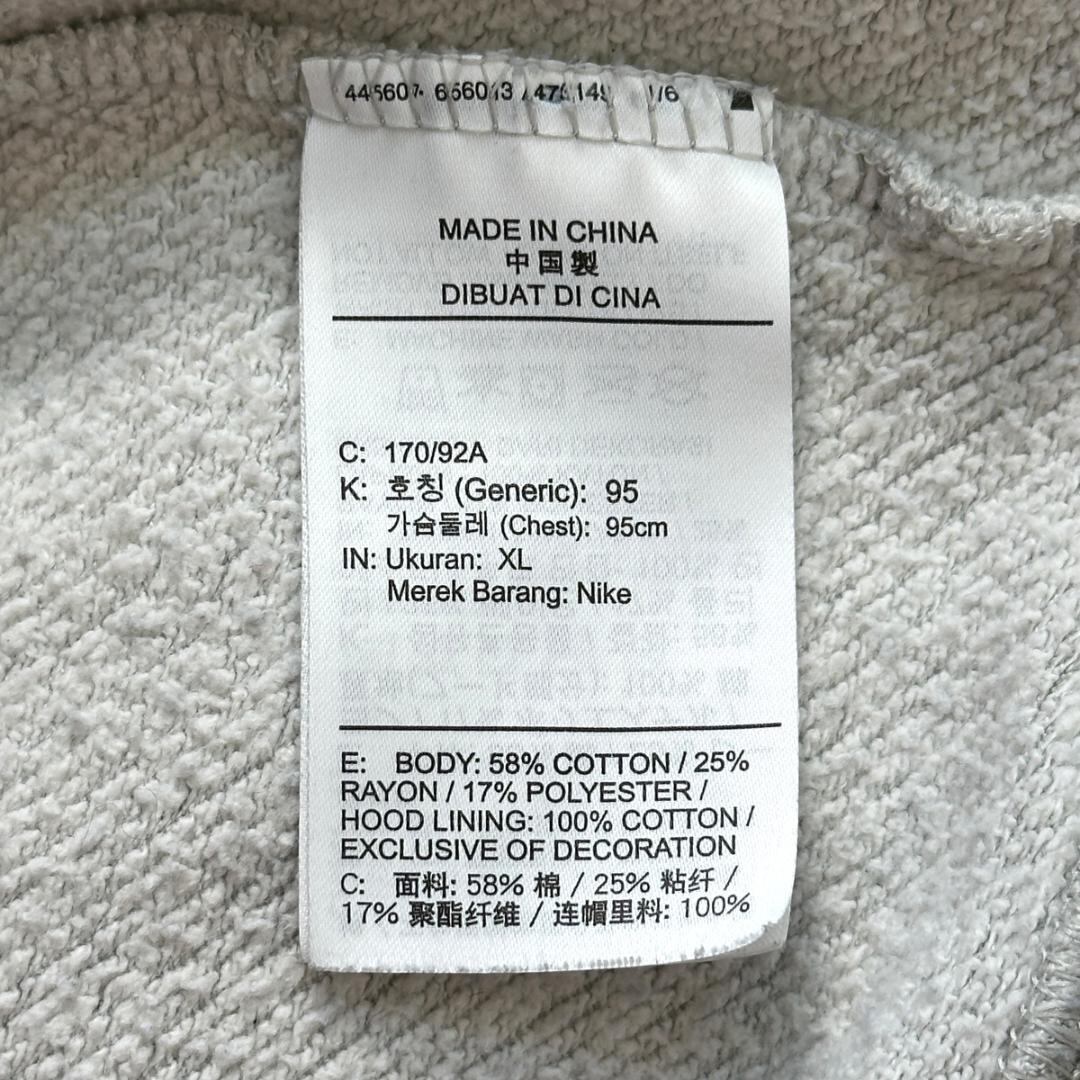 MADE IN CHINA
中国製
DIBUAT DI CINA
C: 170/92A
K: 호칭 (Generic): 95
가슴둘레 (Chest): 95cm
IN: Ukuran: XL
Merek Barang: Nike
E: BODY: 58% COTTON / 25%
RAYON / 17% POLYESTER /
HOOD LINING: 100% COTTON /
EXCLUSIVE OF DECORATION
C: 面料: 58% 棉 / 25% 粘纤 /
17% 聚酯纤维 / 连帽里料: 100%